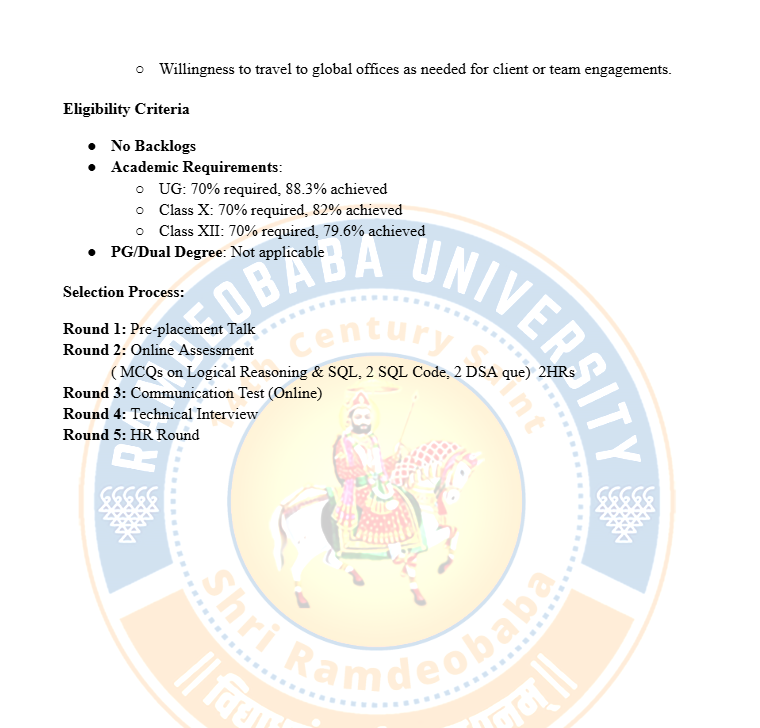 ○ Willingness to travel to global offices as needed for client or team engagements.
Eligibility Criteria
● No Backlogs
● Academic Requirements:
○ UG: 70% required, 88.3% achieved
○ Class X: 70% required, 82% achieved
○ Class XII: 70% required, 79.6% achieved
● PG/Dual Degree: Not applicable
Selection Process:
Round 1: Pre-placement Talk
Round 2: Online Assessment
( MCQs on Logical Reasoning & SQL, 2 SQL Code, 2 DSA que) 2HRs
Round 3: Communication Test (Online)
Round 4: Technical Interview
Round 5: HR Round
RAMDEOBABA UNIVERSITY
Century Saint
Shri Ramdeobaba